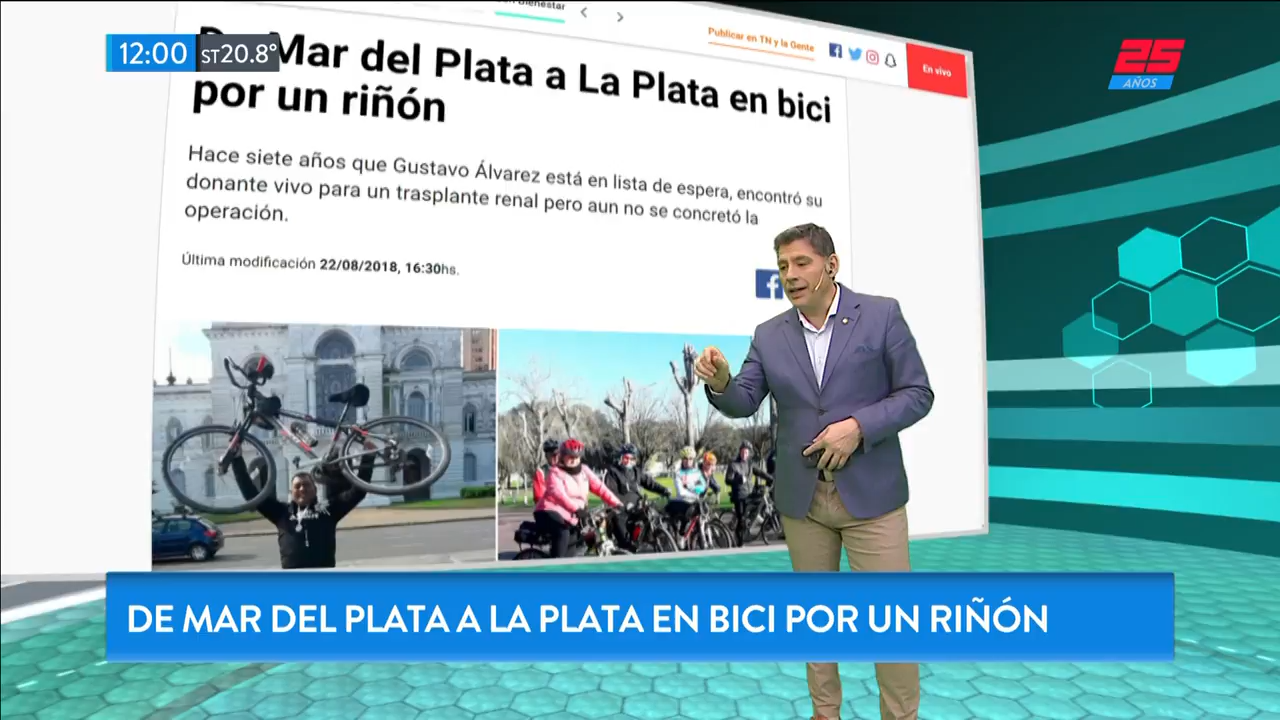 Bienestar
Publicar en TN y la Gente
En vivo
12:00 ST20.8°
25
AÑOS
Mar del Plata a La Plata en bici
por un riñón
Hace siete años que Gustavo Álvarez está en lista de espera, encontró su
donante vivo para un trasplante renal pero aun no se concretó la
operación.
Última modificación 22/08/2018, 16:30hs.
DE MAR DEL PLATA A LA PLATA EN BICI POR UN RIÑÓN